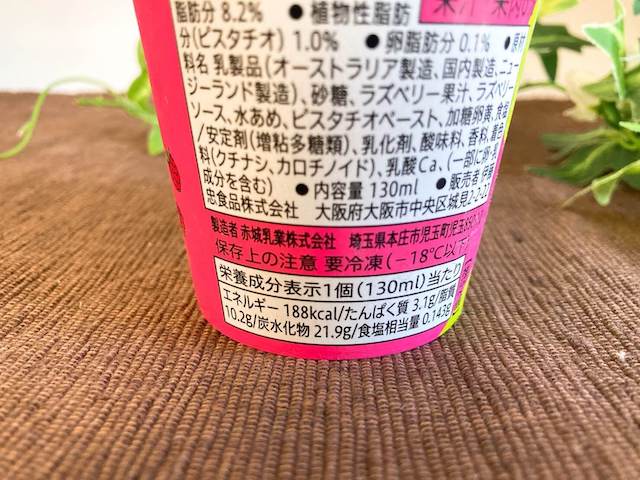 脂肪分 8.2% ●植物性脂肪
分(ピスタチオ) 1.0% ●卵脂肪分 0.1% ●原材
料名 乳製品(オーストラリア製造、国内製造、ニュー
ジーランド製造)、砂糖、ラズベリー果汁、ラズベリー
ソース、水あめ、ピスタチオペースト、加糖卵黄、食塩
/安定剤(増粘多糖類)、乳化剤、酸味料、香料、着色
料(クチナシ、カロチノイド)、乳酸Ca、(一部に卵・乳
成分を含む) ●内容量 130ml ●販売者 伊藤
忠食品株式会社 大阪府大阪市中央区城見2-2-22
製造者 赤城乳業株式会社 埼玉県本庄市児玉町児玉
保存上の注意 要冷凍(-18℃以下)
栄養成分表示1個(130ml)当たり
エネルギー 188kcal/たんぱく質 3.1g/脂質
10.2g/炭水化物 21.9g/食塩相当量 0.143g